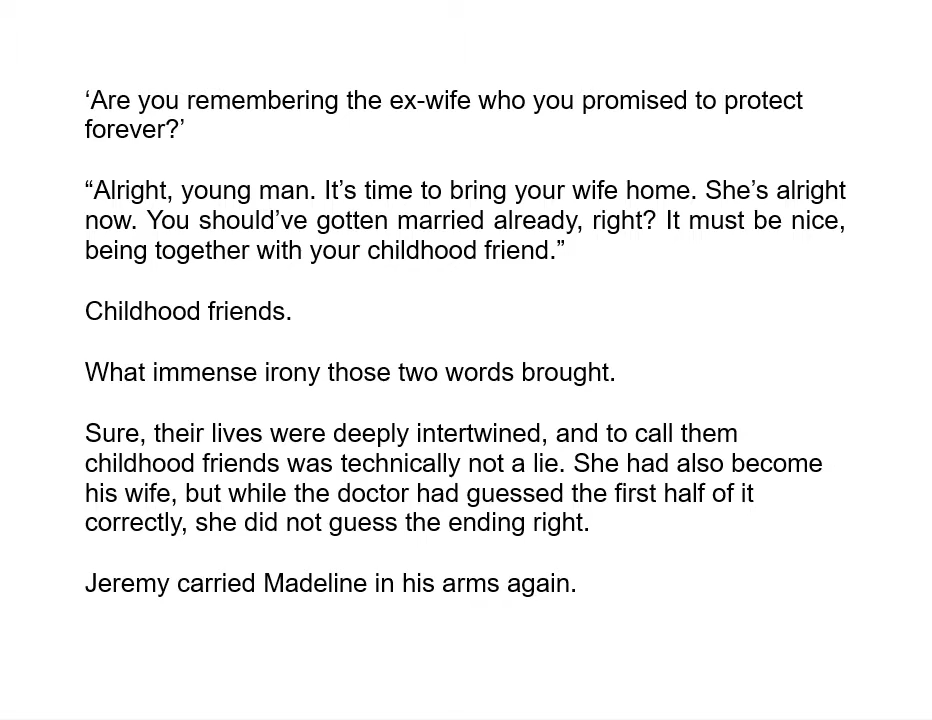 ‘Are you remembering the ex-wife who you promised to protect
forever?’
“Alright, young man. It’s time to bring your wife home. She’s alright
now. You should’ve gotten married already, right? It must be nice,
being together with your childhood friend.”
Childhood friends.
What immense irony those two words brought.
Sure, their lives were deeply intertwined, and to call them
childhood friends was technically not a lie. She had also become
his wife, but while the doctor had guessed the first half of it
correctly, she did not guess the ending right.
Jeremy carried Madeline in his arms again.